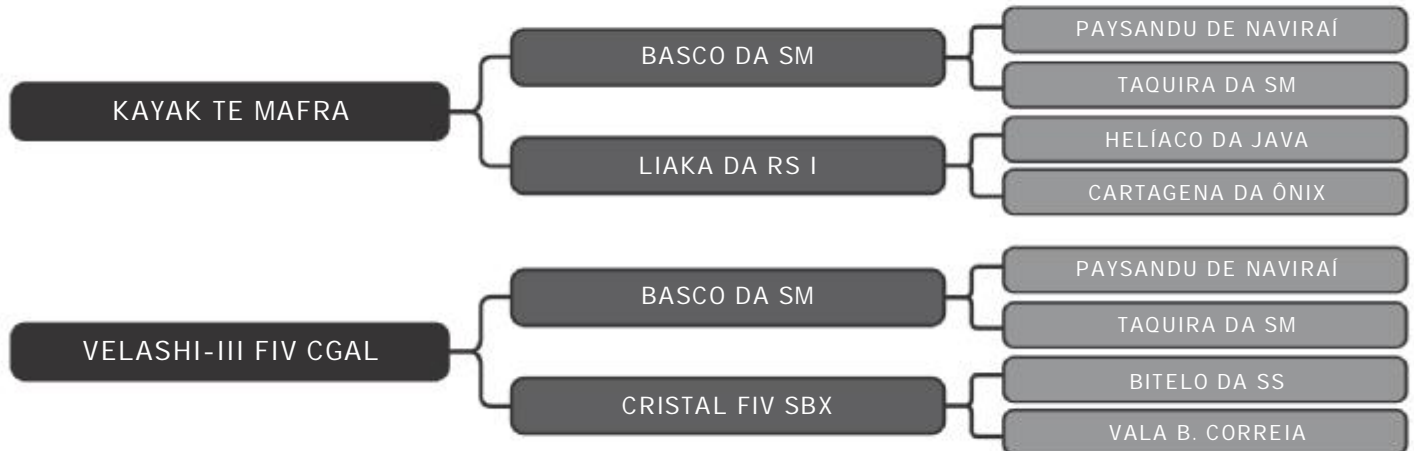 KAYAK TE MAFRA
BASCO DA SM
PAYSANDU DE NAVIRAÍ
TAQUIRA DA SM
LIAKA DA RS I
HELÍACO DA JAVA
CARTAGENA DA ÔNIX
VELASHI-III FIV CGAL
BASCO DA SM
PAYSANDU DE NAVIRAÍ
TAQUIRA DA SM
CRISTAL FIV SBX
BITELO DA SS
VALA B. CORREIA